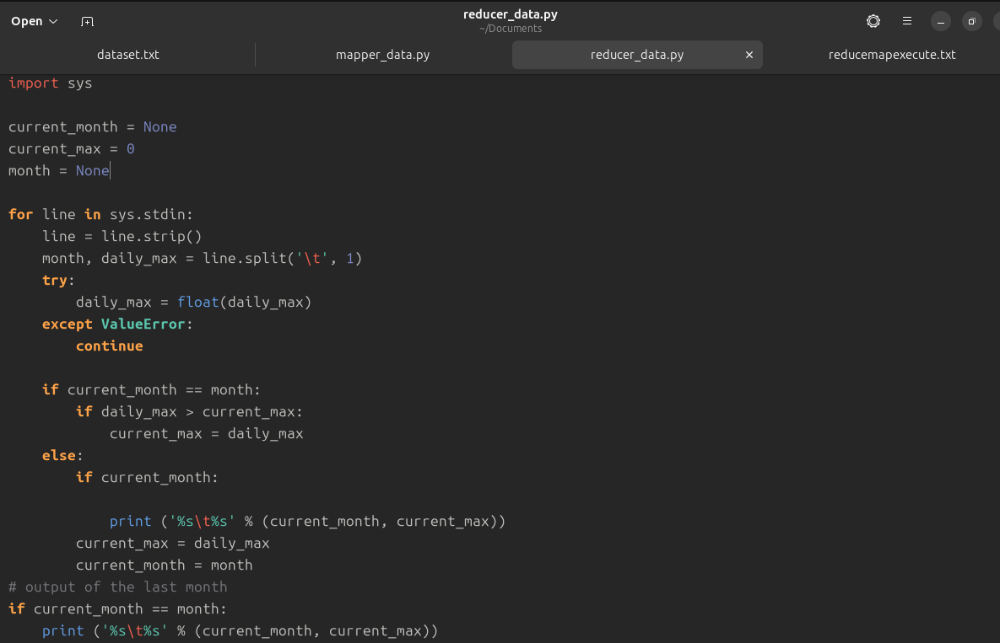 Open
reducer_data.py
~/Documents
dataset.txt
mapper_data.py
reducer_data.py
reducemapexecute.txt
import sys

current_month = None
current_max = 0
month = None

for line in sys.stdin:
    line = line.strip()
    month, daily_max = line.split('\t', 1)
    try:
        daily_max = float(daily_max)
    except ValueError:
        continue

    if current_month == month:
        if daily_max > current_max:
            current_max = daily_max
    else:
        if current_month:

            print ('%s\t%s' % (current_month, current_max))
        current_max = daily_max
        current_month = month
# output of the last month
if current_month == month:
    print ('%s\t%s' % (current_month, current_max))